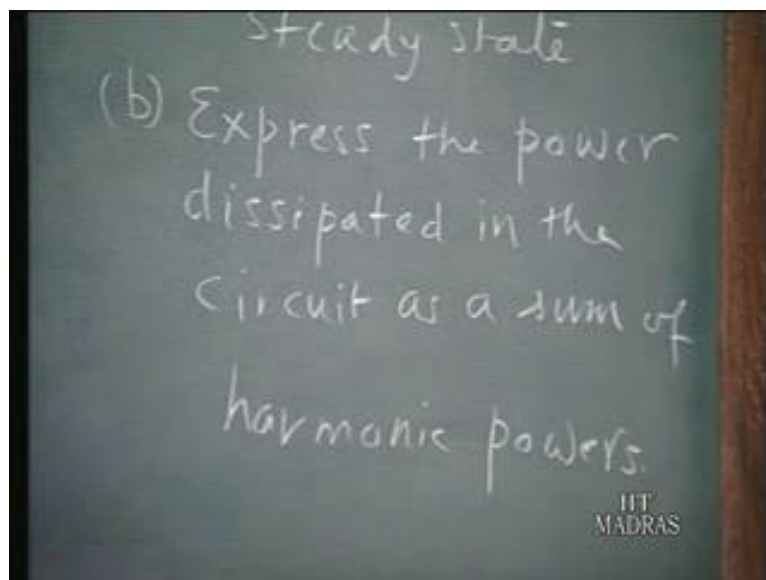 steady state
(b) Express the power
dissipated in the
circuit as a sum of
harmonic powers.
IIT
MADRAS